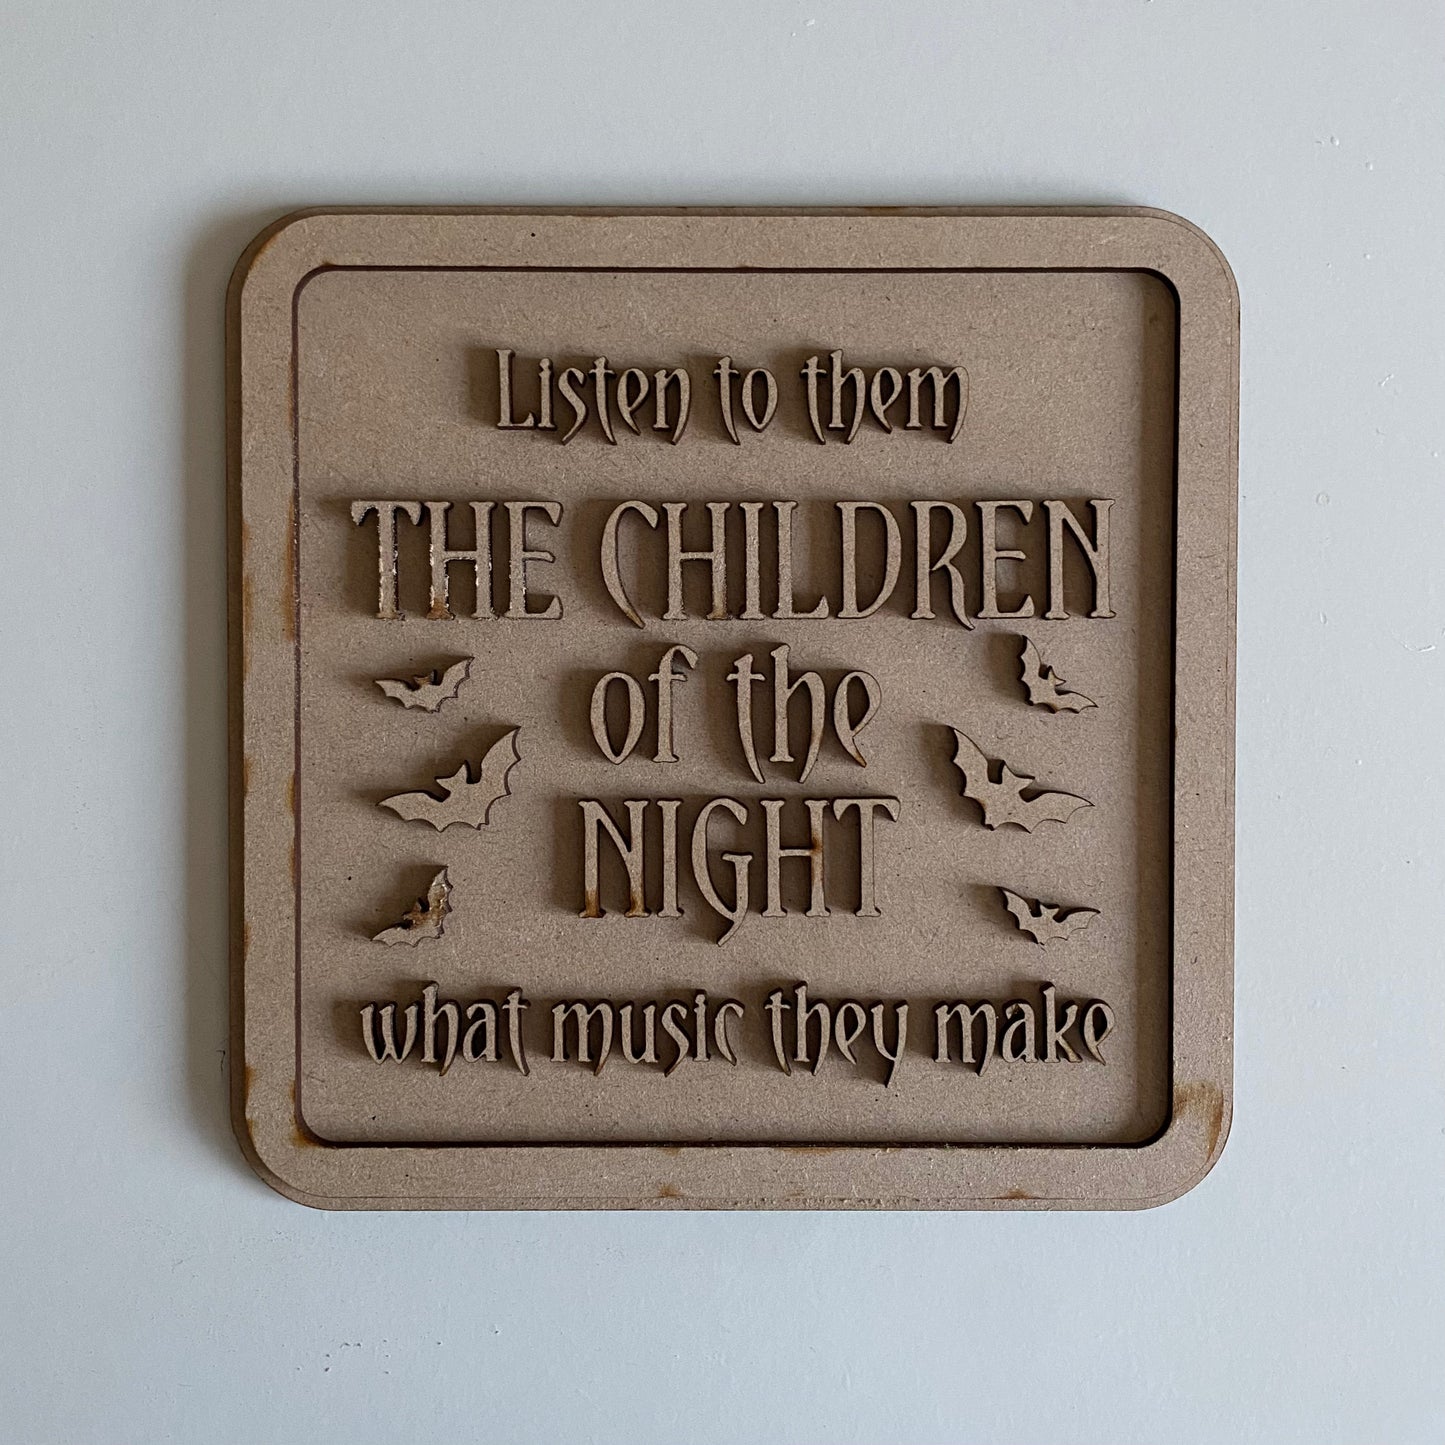 Listen to them
THE CHILDREN
of the
NIGHT
what music they make